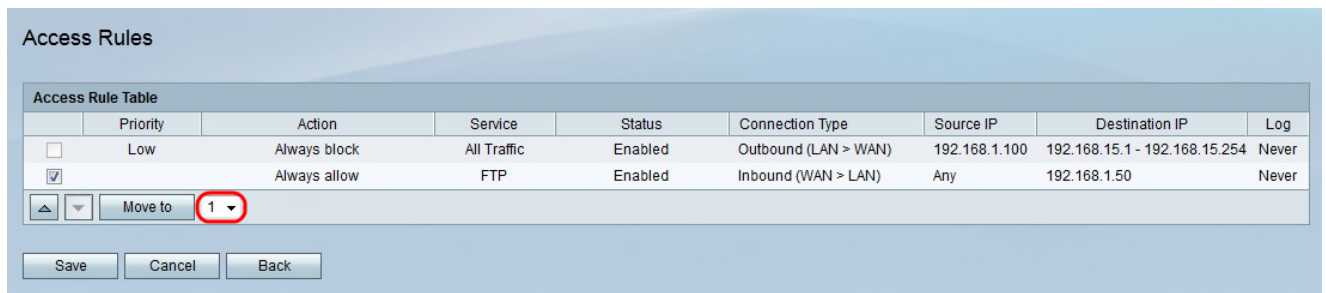 Access Rules
Access Rule Table
Priority Action Service Status Connection Type Source IP Destination IP Log
Low Always block All Traffic Enabled Outbound (LAN > WAN) 192.168.1.100 192.168.15.1 - 192.168.15.254 Never
Always allow FTP Enabled Inbound (WAN > LAN) Any 192.168.1.50 Never
Move to 1
Save Cancel Back